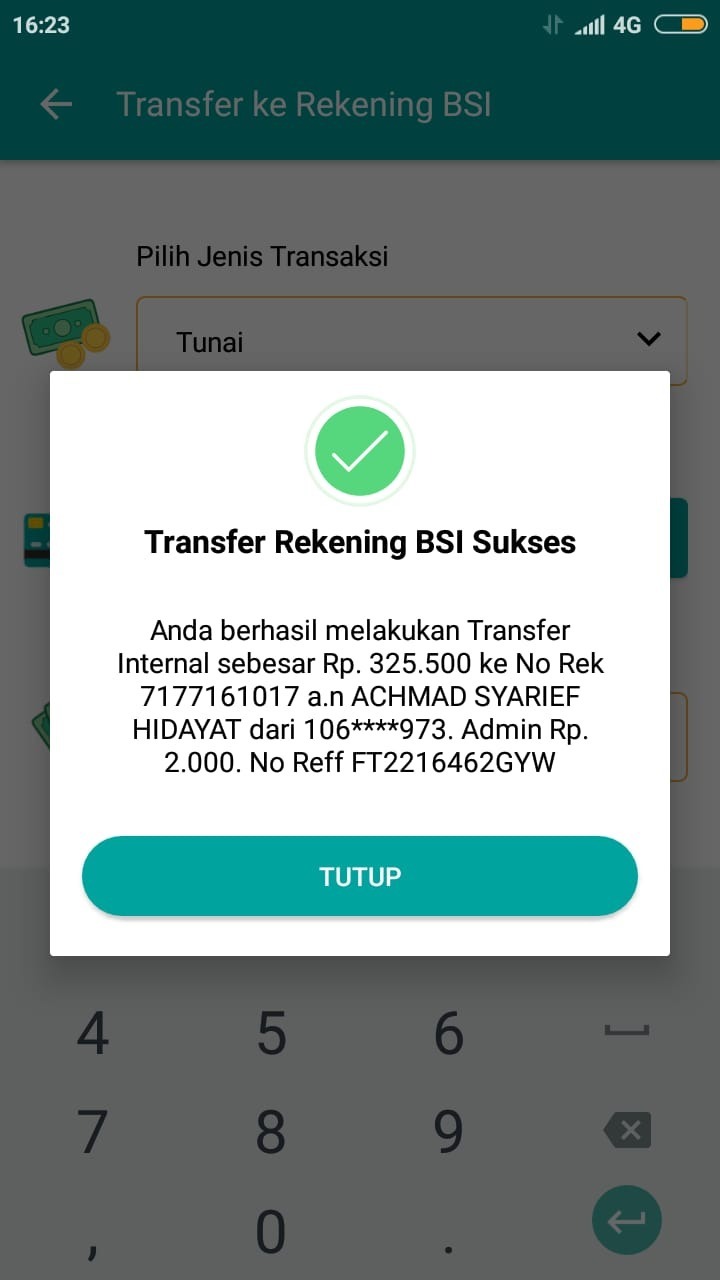 16:23
4G
Transfer ke Rekening BSI
Pilih Jenis Transaksi
Tunai
Transfer Rekening BSI Sukses
Anda berhasil melakukan Transfer
Internal sebesar Rp. 325.500 ke No Rek
7177161017 a.n ACHMAD SYARIEF
HIDAYAT dari 106****973. Admin Rp.
2.000. No Reff FT2216462GYW
TUTUP
4 5 6
7 8 9
, 0 .